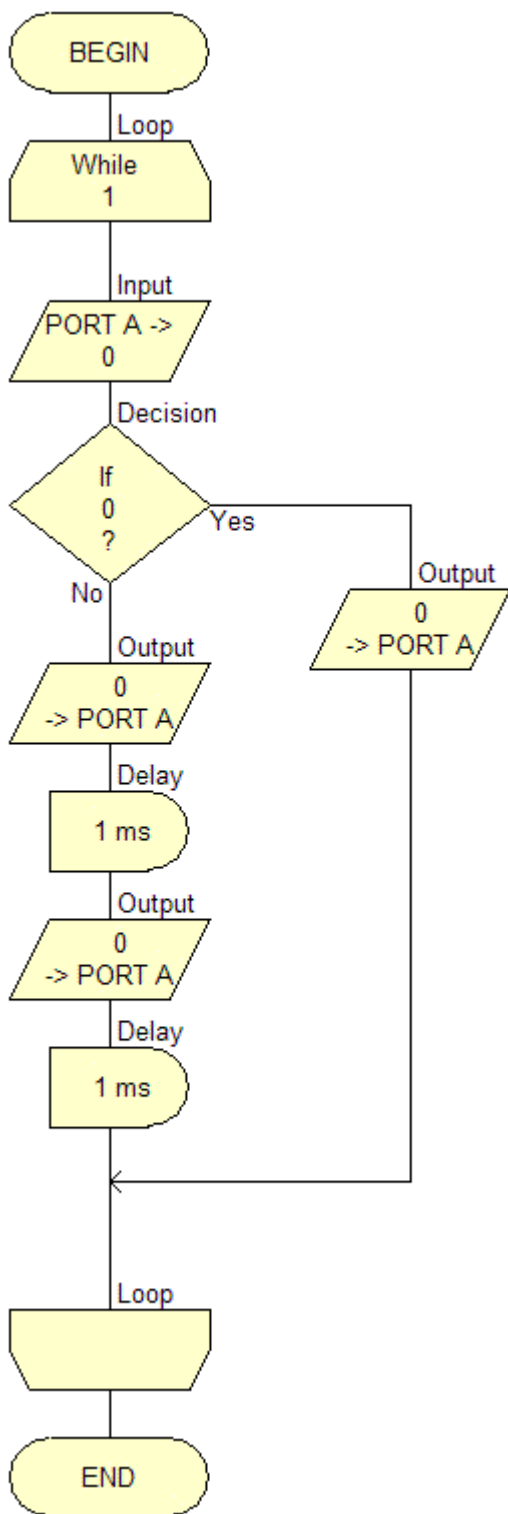 BEGIN
Loop
While
1
Input
PORT A ->
0
Decision
If
0
?
Yes
No
Output
0
-> PORT A
Output
0
-> PORT A
Delay
1 ms
Output
0
-> PORT A
Delay
1 ms
Loop
END